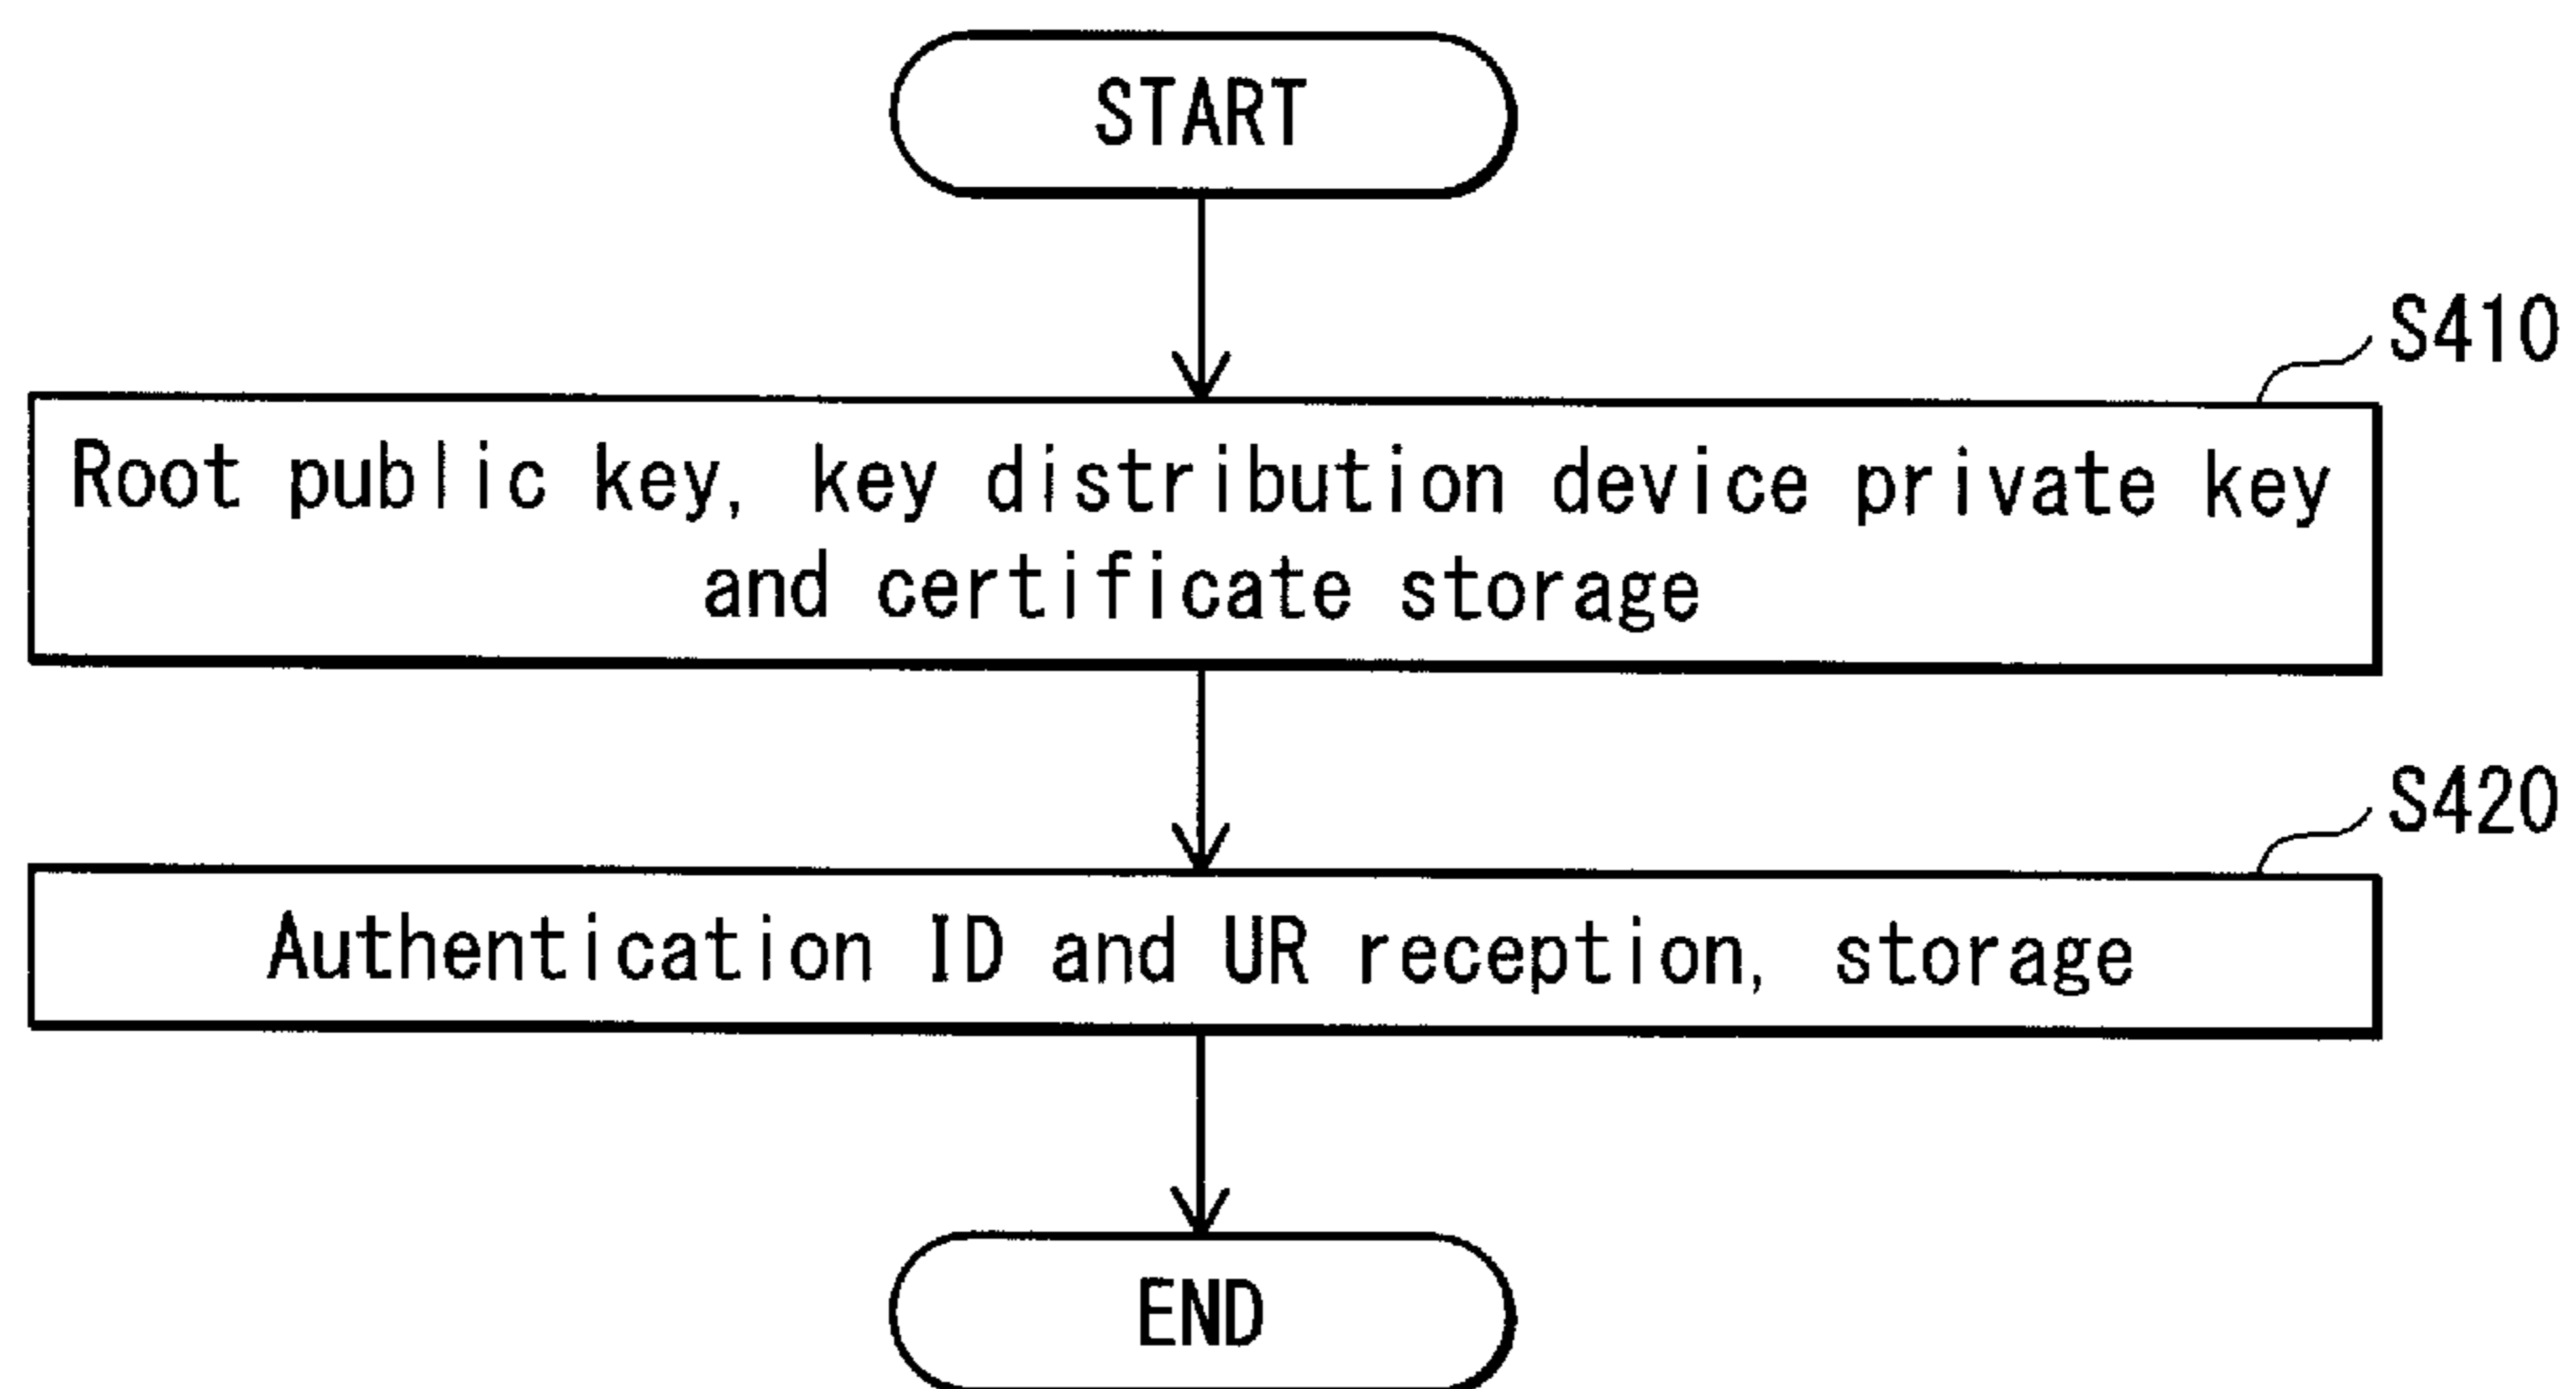 START
S410
Root public key, key distribution device private key
and certificate storage
S420
Authentication ID and UR reception, storage
END